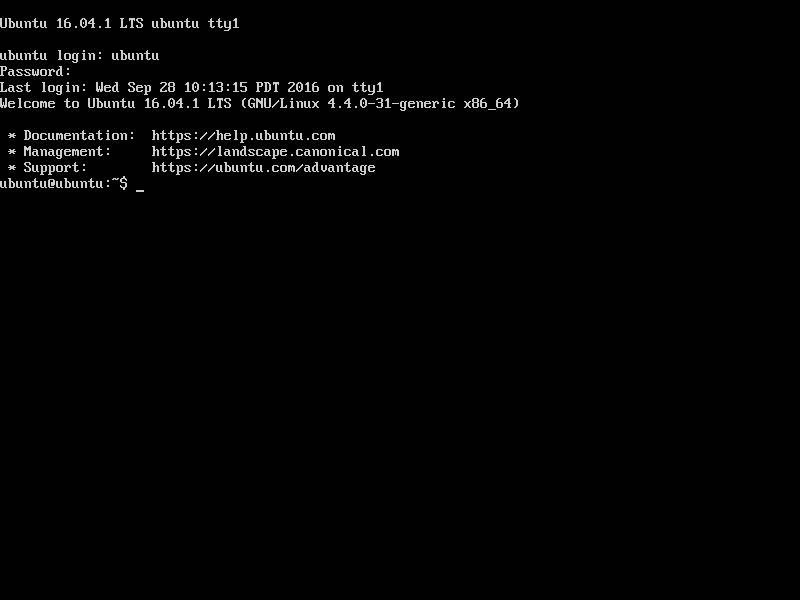 Ubuntu 16.04.1 LTS ubuntu tty1
ubuntu login: ubuntu
Password:
Last login: Wed Sep 28 10:13:15 PDT 2016 on tty1
Welcome to Ubuntu 16.04.1 LTS (GNU/Linux 4.4.0-31-generic x86_64)
* Documentation:  https://help.ubuntu.com
* Management:     https://landscape.canonical.com
* Support:        https://ubuntu.com/advantage
ubuntu@ubuntu:~$ _